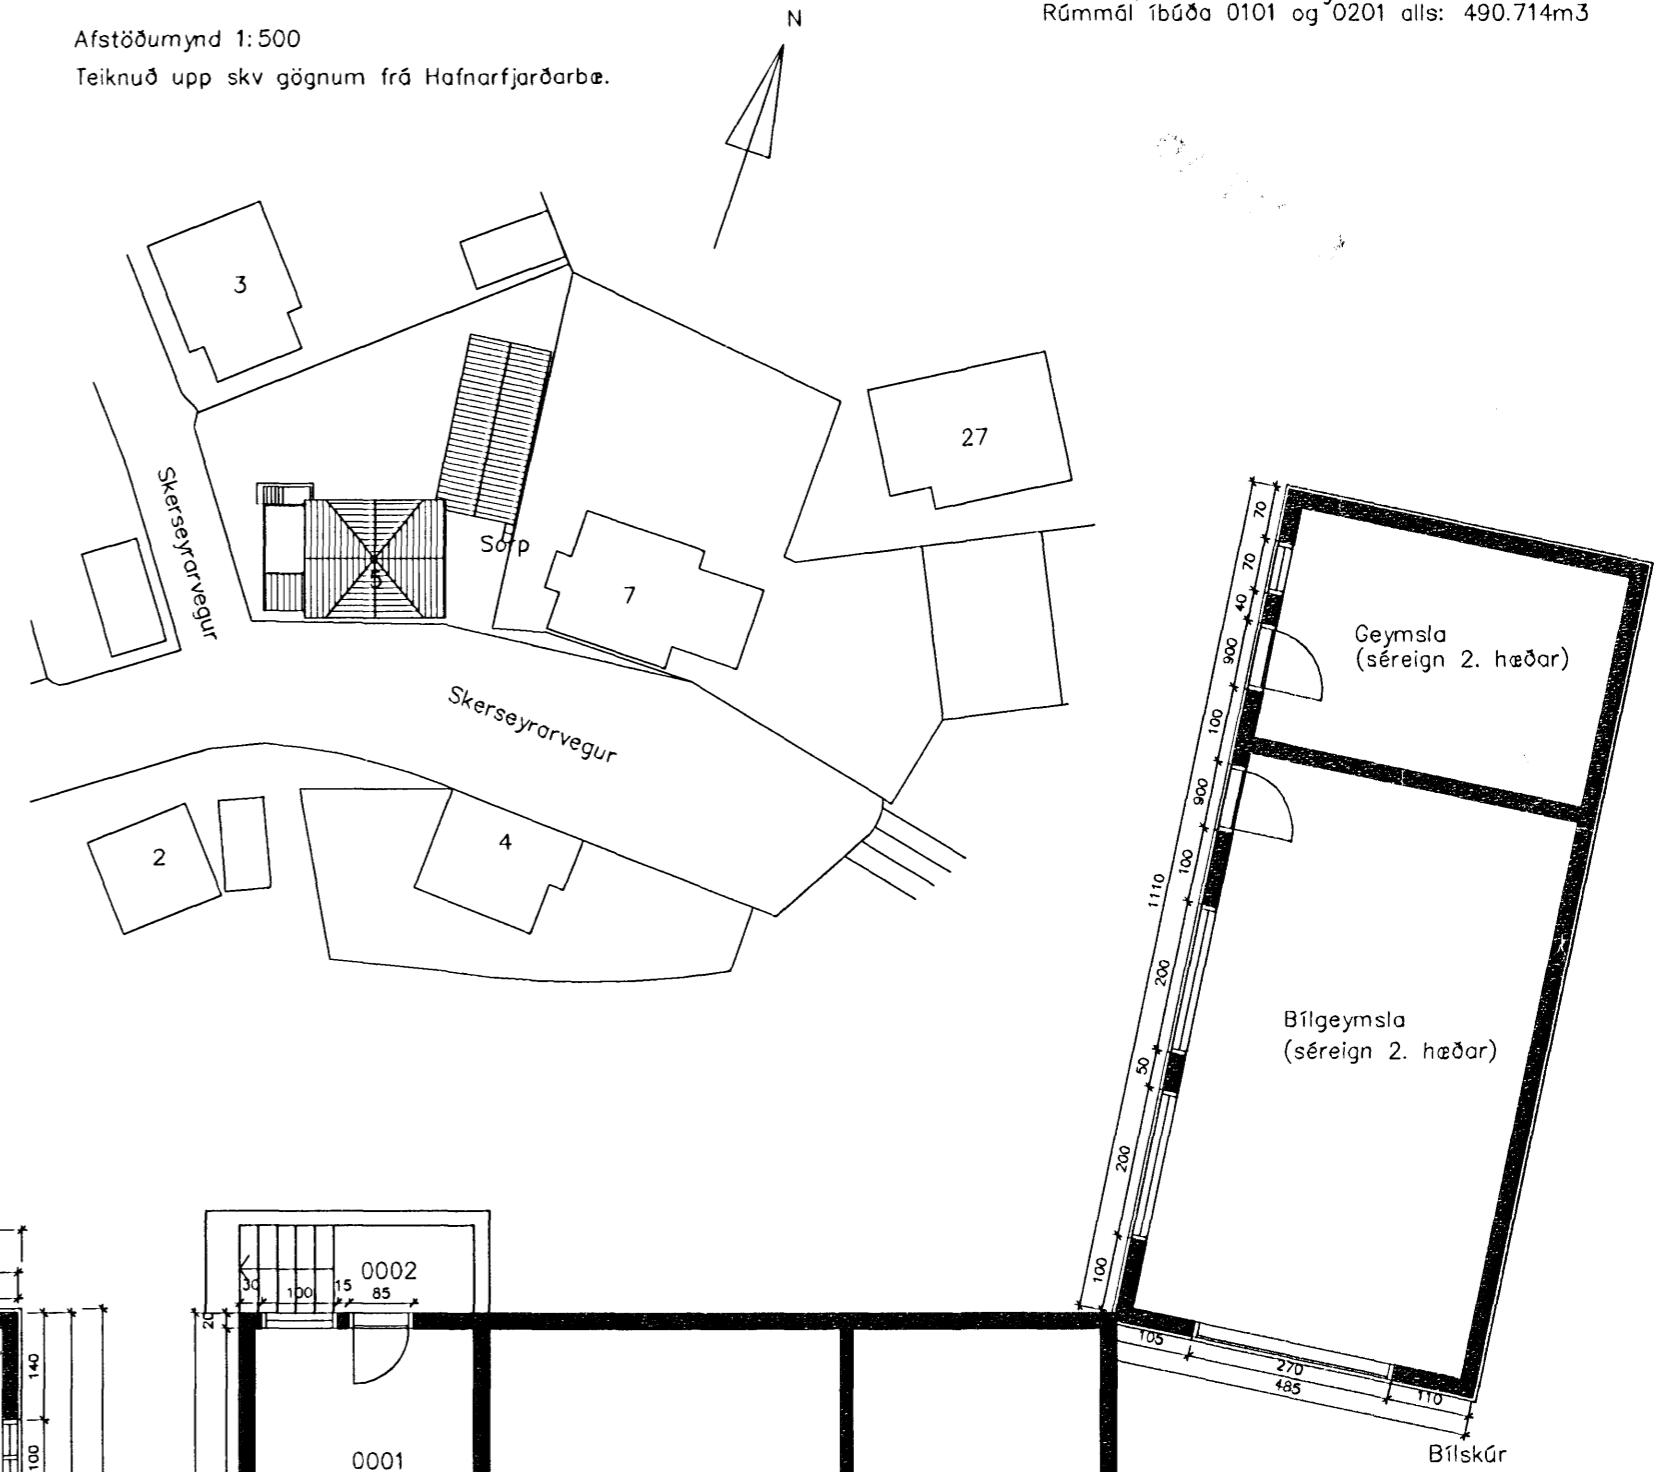 Rúmmál íbúða 0101 og 0201 alls: 490.714m3
Afstöðumynd 1:500
Teiknuð upp skv gögnum frá Hafnarfjarðarbæ.
N
3
27
Skerseyrarvegur
Sorp
5
7
Skerseyrarvegur
2
4
70
70
40
900
100
900
100
1110
200
50
200
100
Geymsla
(séreign 2. hæðar)
Bílgeymsla
(séreign 2. hæðar)
105
270
485
110
Bílskúr
0002
30
100
15
85
20
140
100
0001